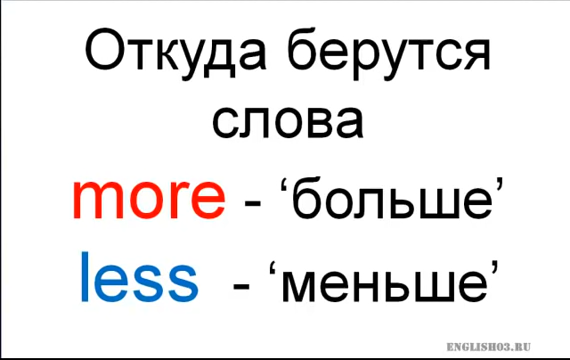 Откуда берутся
слова
more - ‘больше’
less - ‘меньше’
ENGLISH03.RU